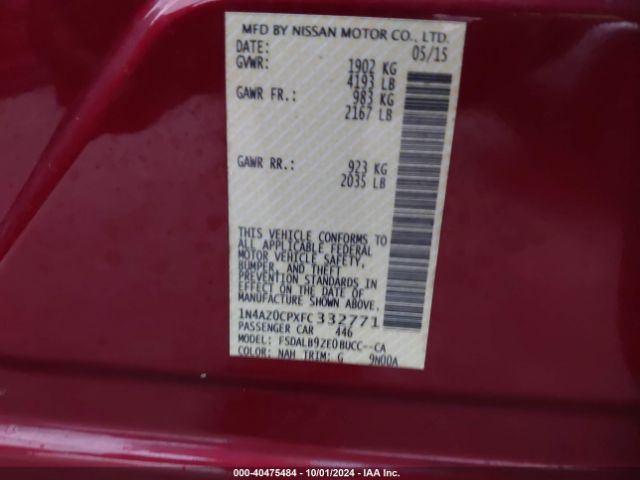 MFD BY NISSAN MOTOR CO., LTD.
DATE: 05/15
GVWR: 1902 KG
4193 LB
GAWR FR.: 983 KG
2167 LB
GAWR RR.: 923 KG
2035 LB
THIS VEHICLE CONFORMS TO
ALL APPLICABLE FEDERAL
MOTOR VEHICLE SAFETY,
BUMPER, AND THEFT
PREVENTION STANDARDS IN
EFFECT ON THE DATE OF
MANUFACTURE SHOWN ABOVE.
1N4AZ0CPXFC332771
PASSENGER CAR 446
MODEL: FSDALB9ZE0BUCC--CA
COLOR: NAH TRIM: G 9N00A
000-40475484 - 10/01/2024 - IAA Inc.